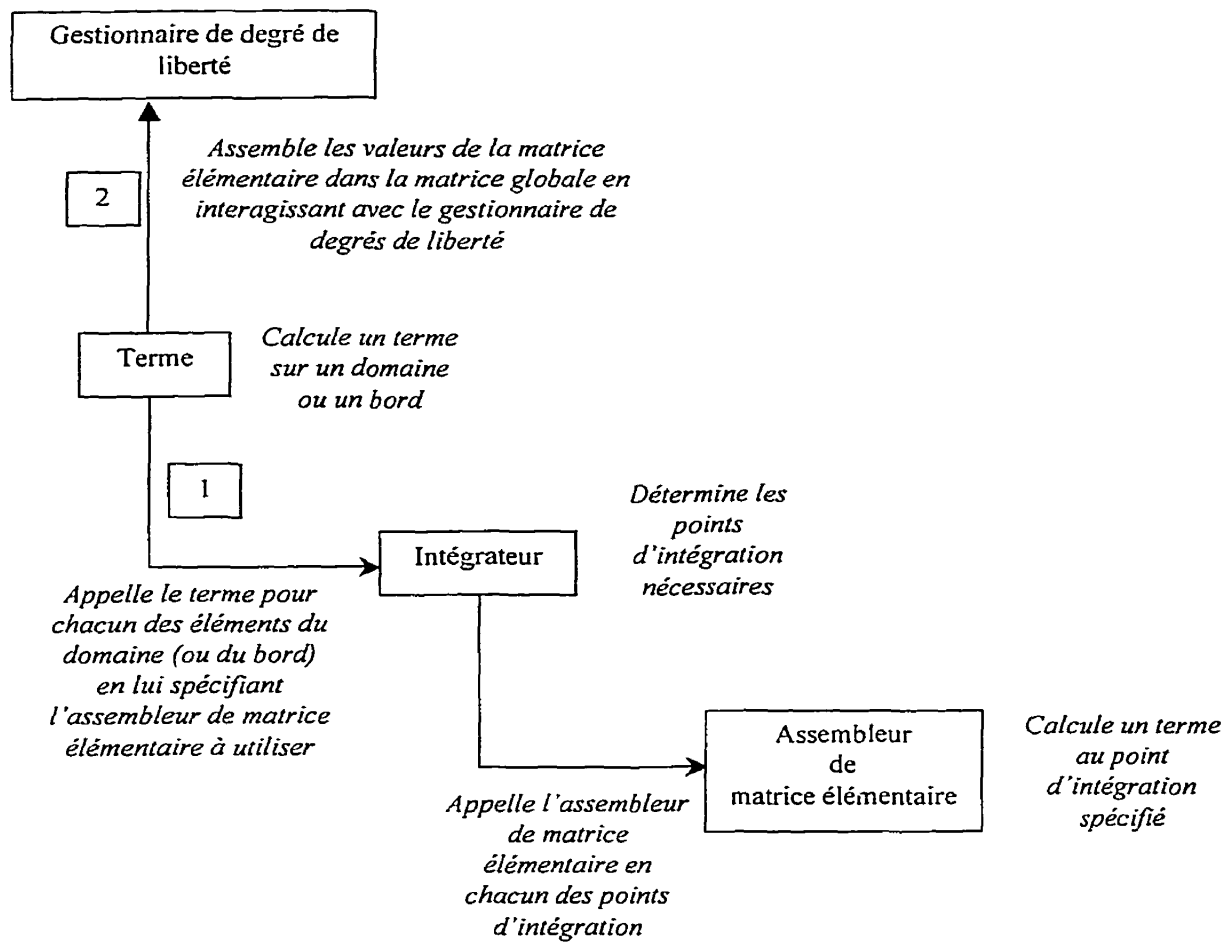 Gestionnaire de degré de
liberté
Assemble les valeurs de la matrice
élémentaire dans la matrice globale en
interagissant avec le gestionnaire de
degrés de liberté
2
Terme
Calcule un terme
sur un domaine
ou un bord
1
Intégrateur
Détermine les
points
d'intégration
nécessaires
Appelle le terme pour
chacun des éléments du
domaine (ou du bord)
en lui spécifiant
l'assembleur de matrice
élémentaire à utiliser
Assembleur
de
matrice élémentaire
Calcule un terme
au point
d'intégration
spécifié
Appelle l'assembleur
de matrice
élémentaire en
chacun des points
d'intégration